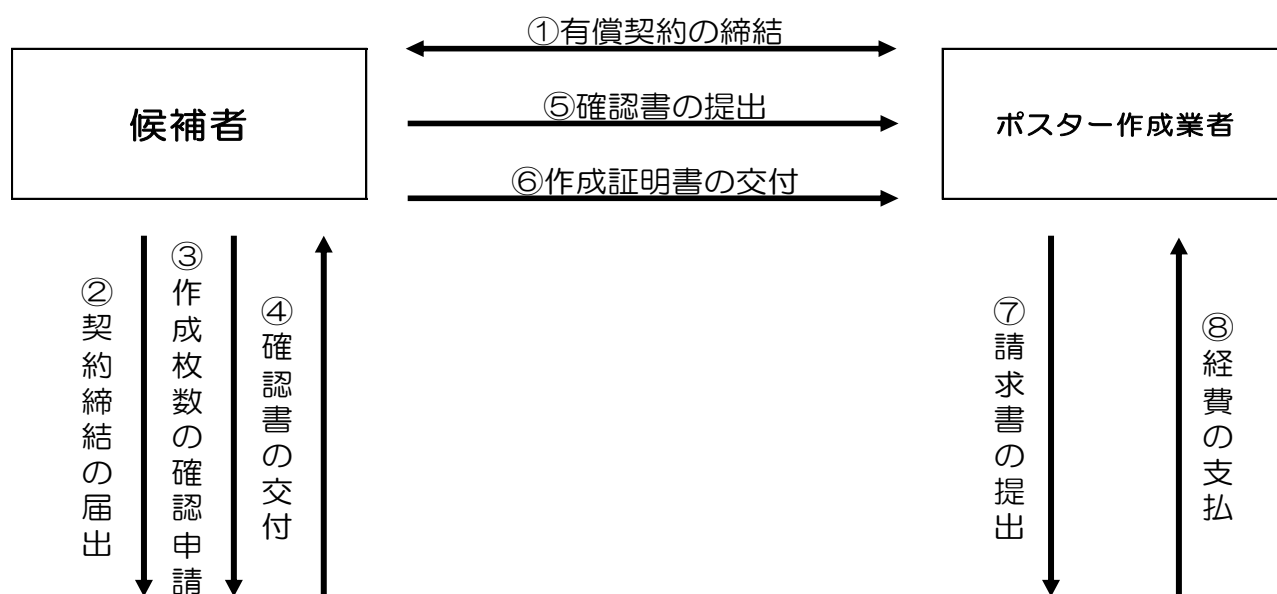 ①有償契約の締結
候補者
⑤確認書の提出
ポスター作成業者
⑥作成証明書の交付
②契約締結の届出
③作成枚数の確認申請
④確認書の交付
⑦請求書の提出
⑧経費の支払